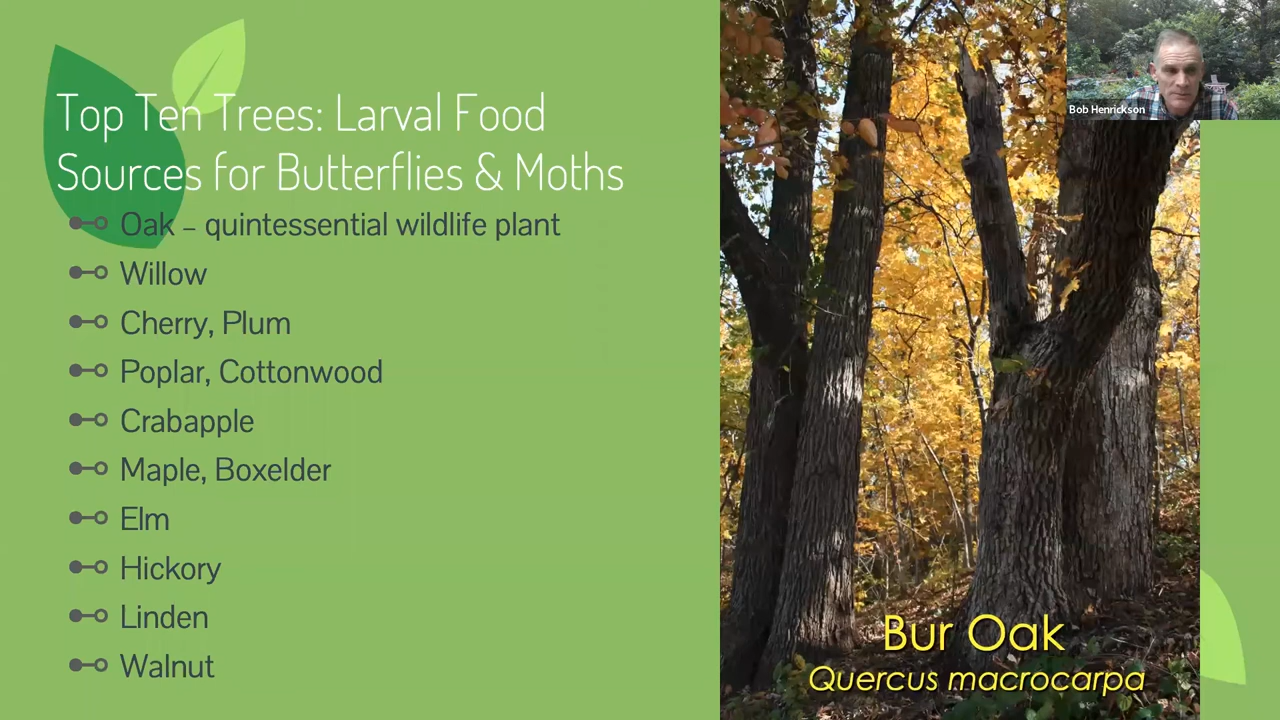 Top Ten Trees: Larval Food
Sources for Butterflies & Moths
Oak – quintessential wildlife plant
Willow
Cherry, Plum
Poplar, Cottonwood
Crabapple
Maple, Boxelder
Elm
Hickory
Linden
Walnut
Bob Henrickson
Bur Oak
Quercus macrocarpa